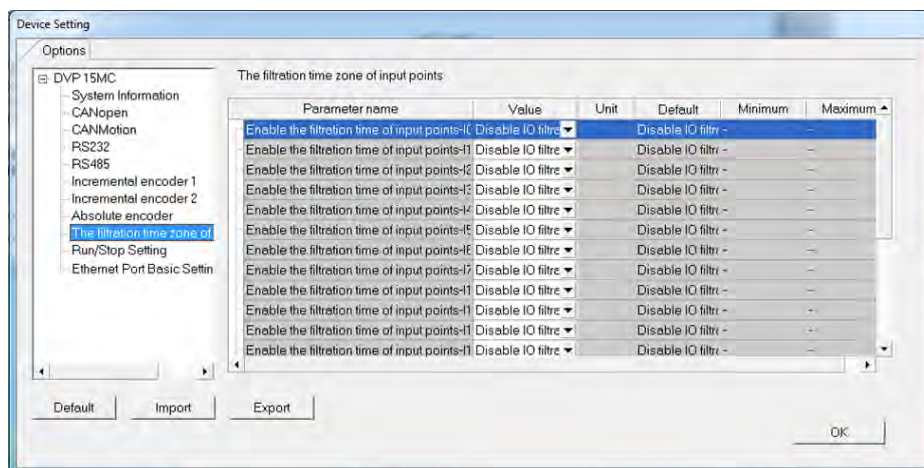 Device Setting
Options
DVP 15MC
System Information
CANopen
CANMotion
RS232
RS485
Incremental encoder 1
Incremental encoder 2
Absolute encoder
The filtration time zone of
Run/Stop Setting
Ethernet Port Basic Settin
The filtration time zone of input points
Parameter name Value Unit Default Minimum Maximum
Enable the filtration time of input points-I( Disable IO filtre Disable IO filtr - -
Enable the filtration time of input points-I1 Disable IO filtre Disable IO filtr - -
Enable the filtration time of input points-I2 Disable IO filtre Disable IO filtr - -
Enable the filtration time of input points-I3 Disable IO filtre Disable IO filtr - -
Enable the filtration time of input points-I4 Disable IO filtre Disable IO filtr - -
Enable the filtration time of input points-I5 Disable IO filtre Disable IO filtr - -
Enable the filtration time of input points-I6 Disable IO filtre Disable IO filtr - -
Enable the filtration time of input points-I7 Disable IO filtre Disable IO filtr - -
Enable the filtration time of input points-I1 Disable IO filtre Disable IO filtr - -
Enable the filtration time of input points-I1 Disable IO filtre Disable IO filtr - -
Enable the filtration time of input points-I1 Disable IO filtre Disable IO filtr - -
Enable the filtration time of input points-I1 Disable IO filtre Disable IO filtr - -
Default Import Export
OK